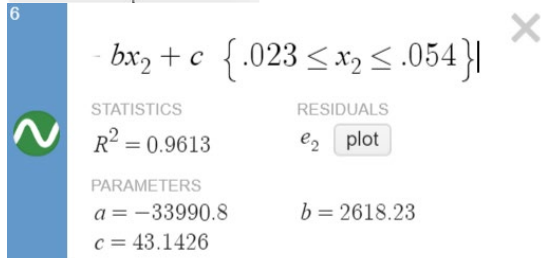 6
bx₂ + c {.023 ≤ x₂ ≤ .054}
STATISTICS RESIDUALS
R² = 0.9613 e₂ plot
PARAMETERS
a = −33990.8 b = 2618.23
c = 43.1426